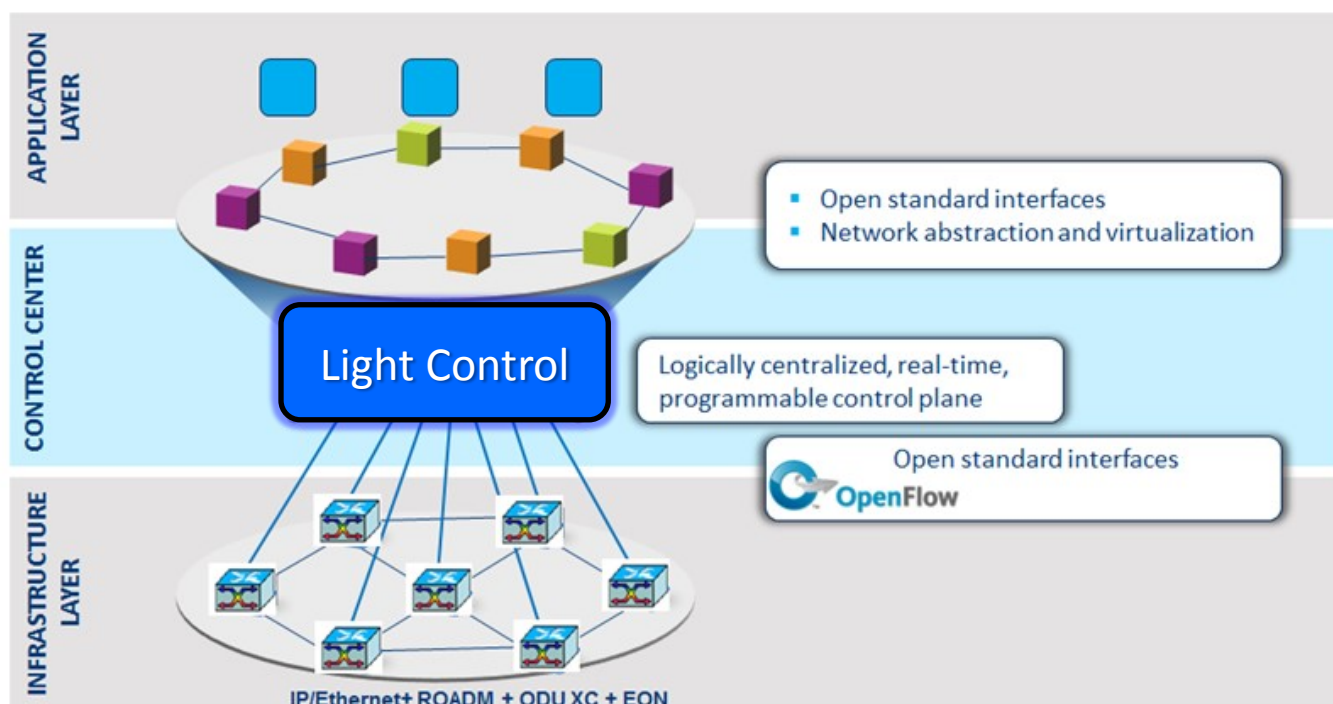 APPLICATION
LAYER
Open standard interfaces
Network abstraction and virtualization
CONTROL CENTER
Light Control
Logically centralized, real-time,
programmable control plane
Open standard interfaces
OpenFlow
INFRASTRUCTURE
LAYER
IP/Ethernet+ ROADM + ODU XC + EON